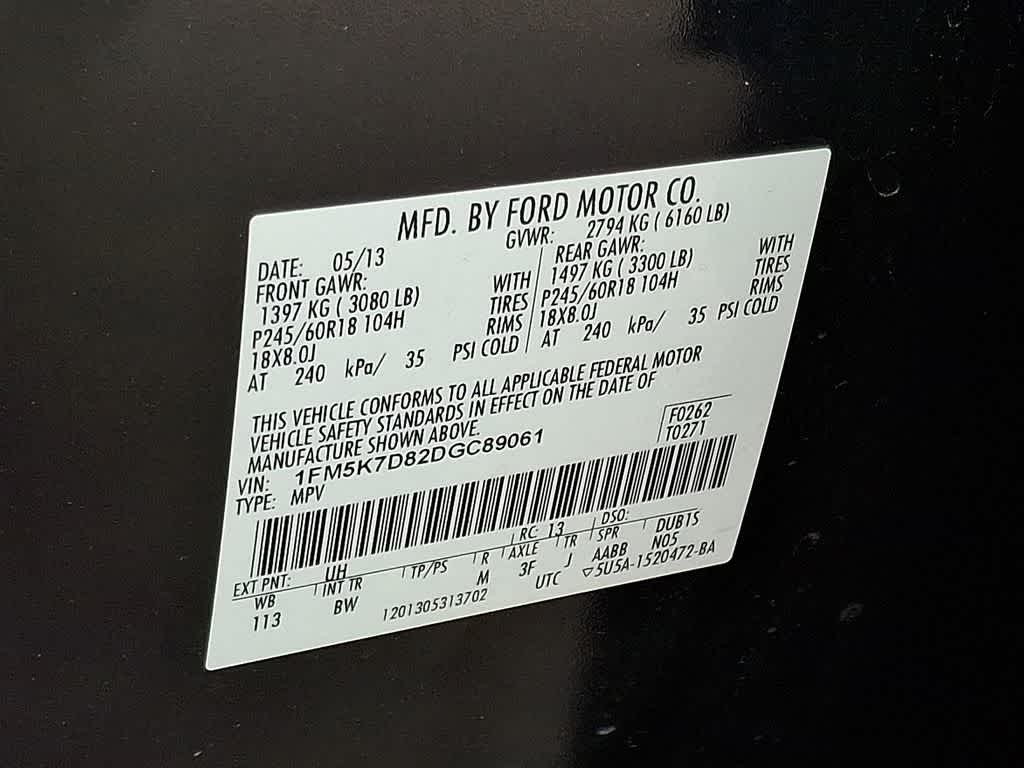 MFD. BY FORD MOTOR CO.
DATE: 05/13 GVWR: 2794 KG ( 6160 LB)
FRONT GAWR: REAR GAWR:
1397 KG ( 3080 LB) WITH 1497 KG ( 3300 LB) WITH
P245/60R18 104H TIRES P245/60R18 104H TIRES
18X8.0J RIMS 18X8.0J RIMS
AT 240 kPa/ 35 PSI COLD AT 240 kPa/ 35 PSI COLD
THIS VEHICLE CONFORMS TO ALL APPLICABLE FEDERAL MOTOR
VEHICLE SAFETY STANDARDS IN EFFECT ON THE DATE OF
MANUFACTURE SHOWN ABOVE.
F0262
VIN: 1FM5K7D82DGC89061 T0271
TYPE: MPV
EXT PNT: UH RC: 13 DSO:
WB INT TR TP/PS R AXLE TR SPR DUBTS
113 BW M 3F J AABB N05
1201305313702 UTC ▽5U5A-1520472-BA